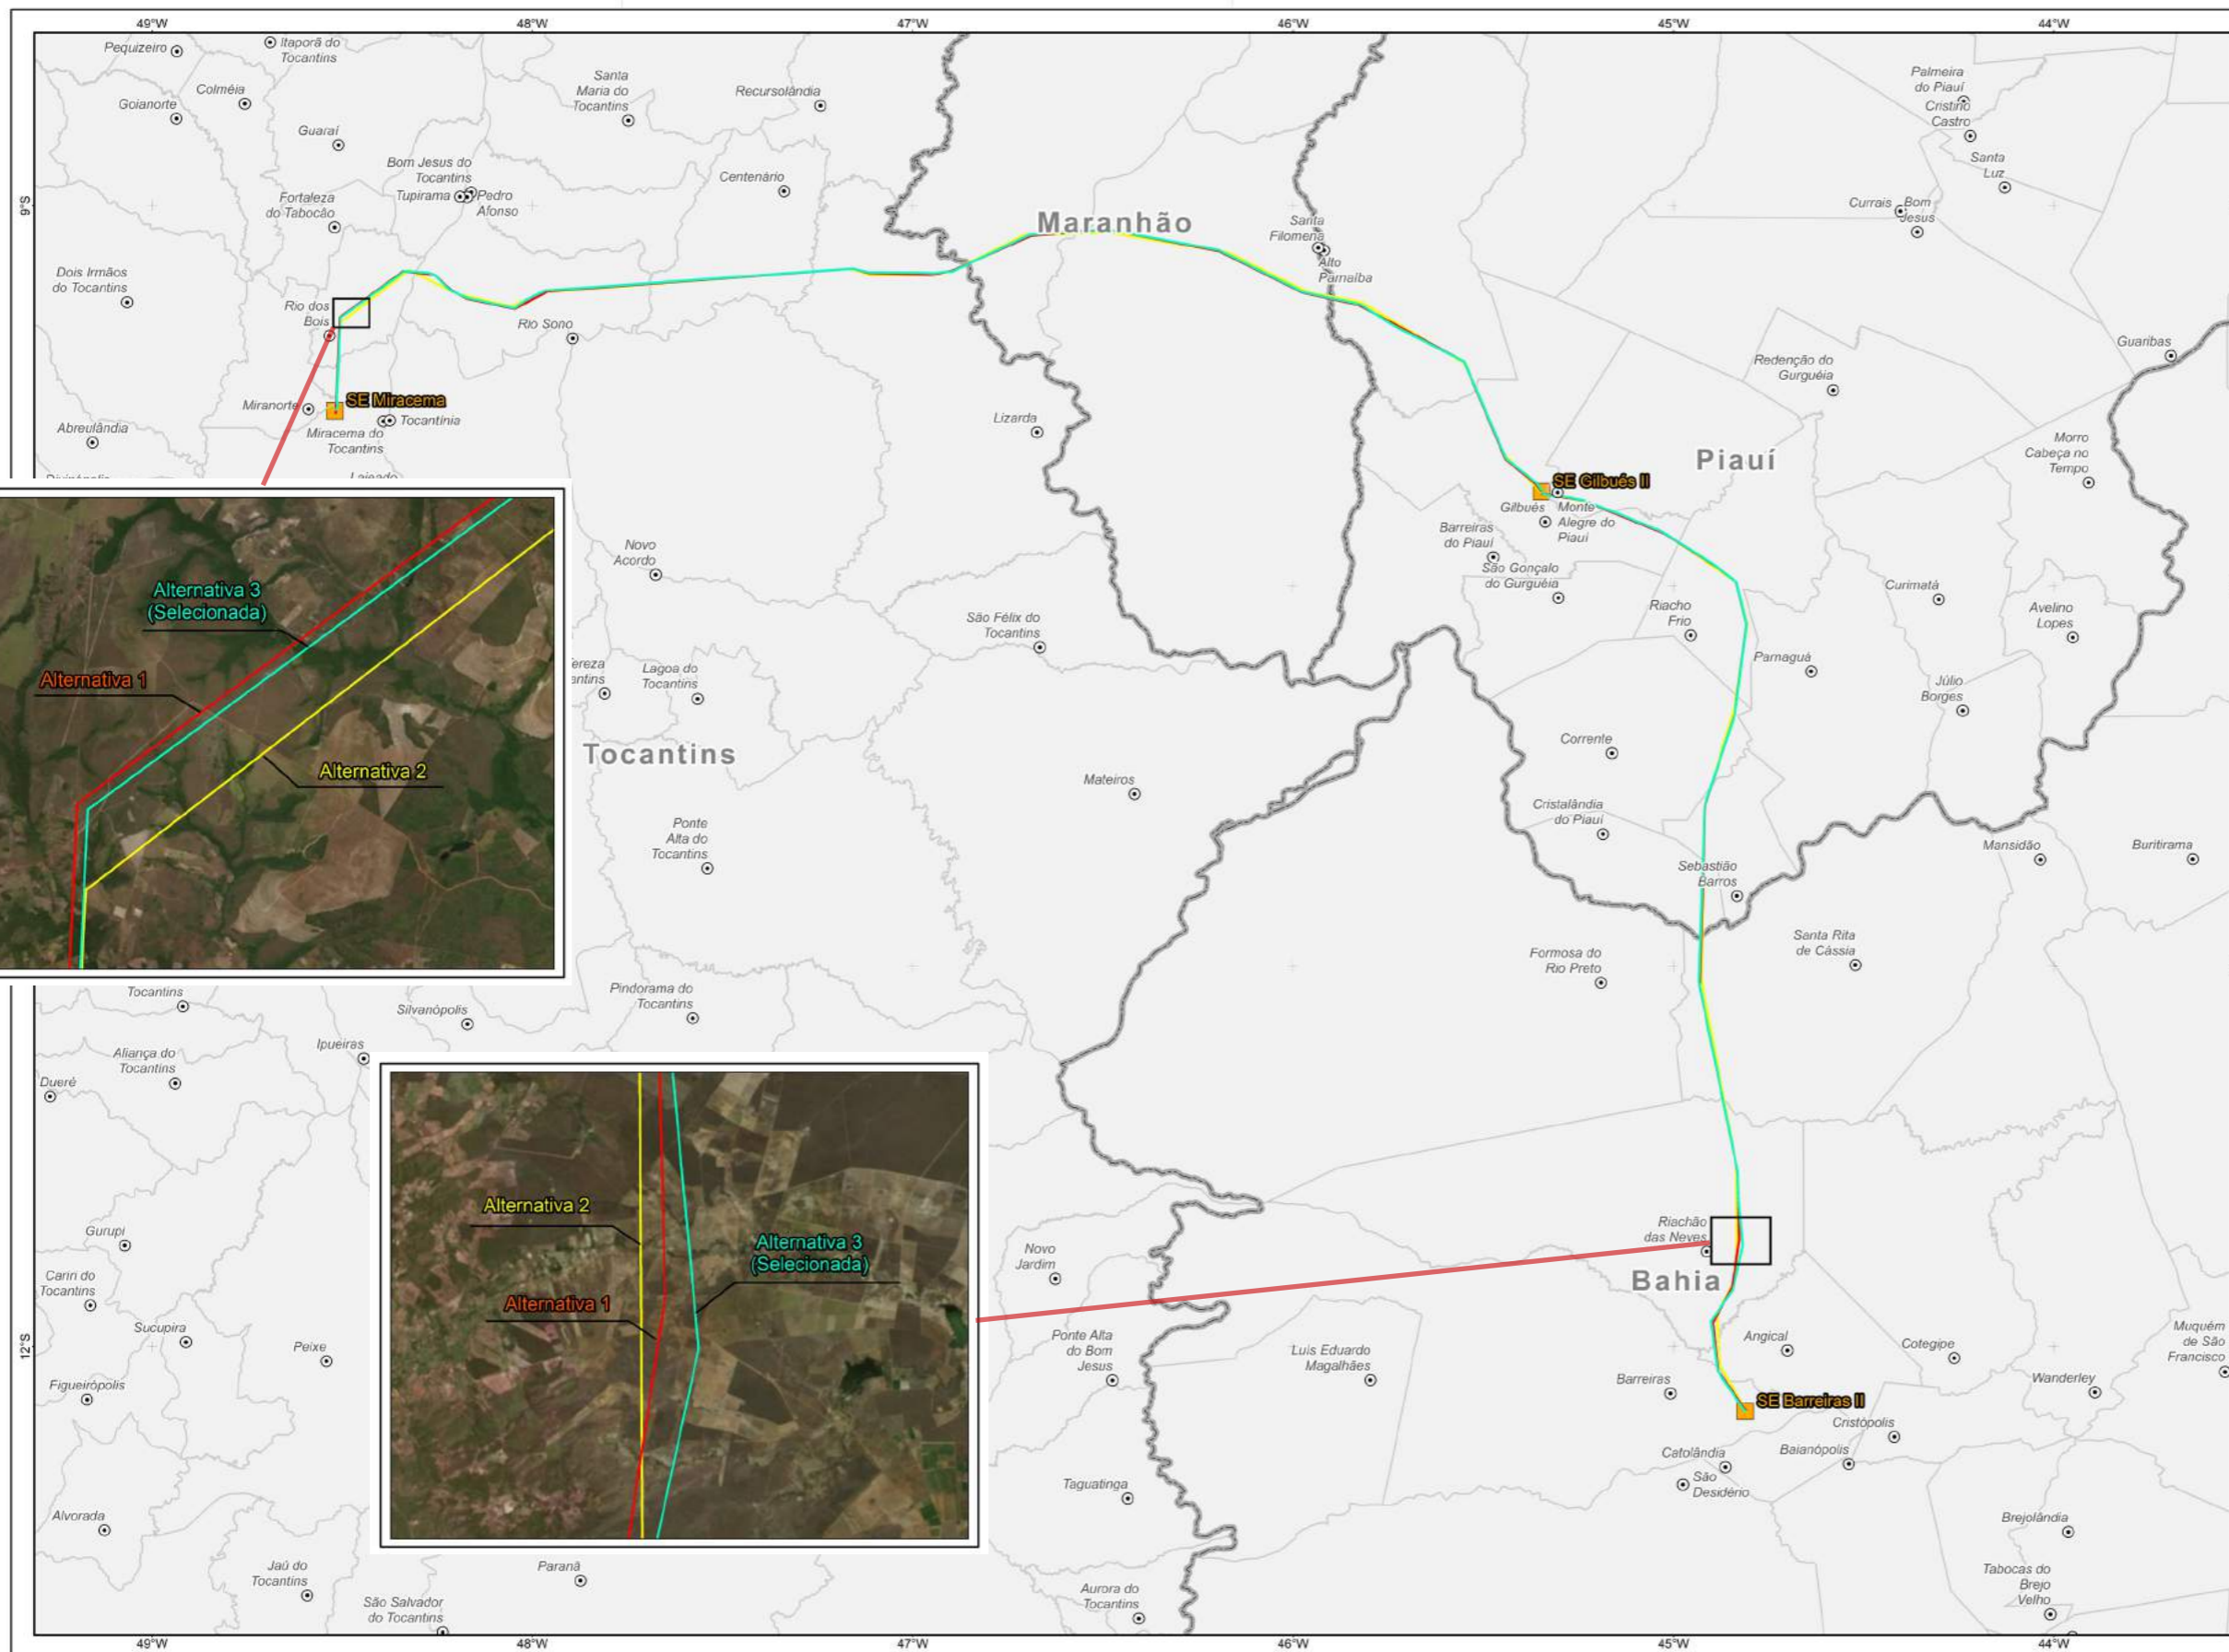 49°W
48°W
47°W
46°W
45°W
44°W
Pequizeiro
Itaporã do
Tocantins
Colméia
Goianorte
Santa
Maria do
Tocantins
Recursolândia
Palmeira
do Piauí
Cristino
Castro
Guaraí
Santa
Luz
Bom Jesus do
Tocantins
Tupirama
Pedro
Afonso
Centenário
Fortaleza
do Tabocão
9°S
Currais
Bom
Jesus
Maranhão
Santa
Filomena
Alto
Parnaíba
Dois Irmãos
do Tocantins
Rio dos
Bois
Rio Sono
Guaribas
Redenção do
Gurguéia
Miranorte
SE Miracema
Tocantínia
Miracema do
Tocantins
Abreulândia
Lizarda
Morro
Cabeça no
Tempo
Piauí
Lajeado
SE Gilbués II
Gilbués
Monte
Alegre do
Piauí
Barreiras
do Piauí
São Gonçalo
do Gurguéia
Novo
Acordo
Curimatá
Riacho
Frio
Avelino
Lopes
São Félix do
Tocantins
Alternativa 3
(Selecionada)
Alternativa 1
Alternativa 2
ereza
entins
Lagoa do
Tocantins
Parnaguá
Júlio
Borges
Tocantins
Corrente
Mateiros
Cristalândia
do Piauí
Ponte
Alta do
Tocantins
Sebastião
Barros
Mansidão
Buritirama
Formosa do
Rio Preto
Santa Rita
de Cássia
Tocantins
Silvanópolis
Pindorama do
Tocantins
Ipueiras
Aliança do
Tocantins
Dueré
Alternativa 2
Alternativa 3
(Selecionada)
Alternativa 1
Gurupi
Cariri do
Tocantins
Sucupira
Peixe
Figueirópolis
12°S
Riachão
das Neves
Novo
Jardim
Bahia
Ponte Alta
do Bom
Jesus
Luis Eduardo
Magalhães
Angical
Cotegipe
Muquém
de São
Francisco
Barreiras
SE Barreiras II
Wanderley
Cristópolis
Catolândia
Baianópolis
São
Desidério
Taguatinga
Alvorada
Brejolândia
Jaú do
Tocantins
Paranã
São Salvador
do Tocantins
Aurora do
Tocantins
Tabocas do
Brejo
Velho
49°W
48°W
47°W
46°W
45°W
44°W